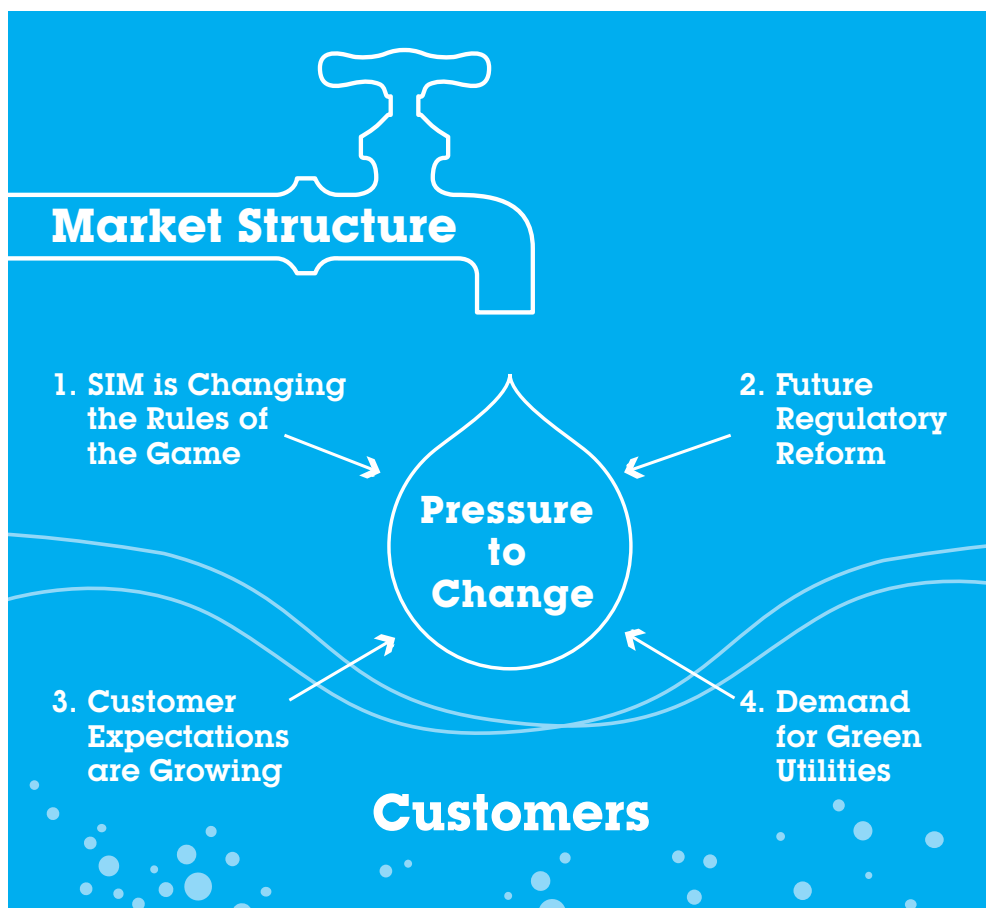 Market Structure
1. SIM is Changing
the Rules of
the Game
2. Future
Regulatory
Reform
Pressure
to
Change
3. Customer
Expectations
are Growing
4. Demand
for Green
Utilities
Customers